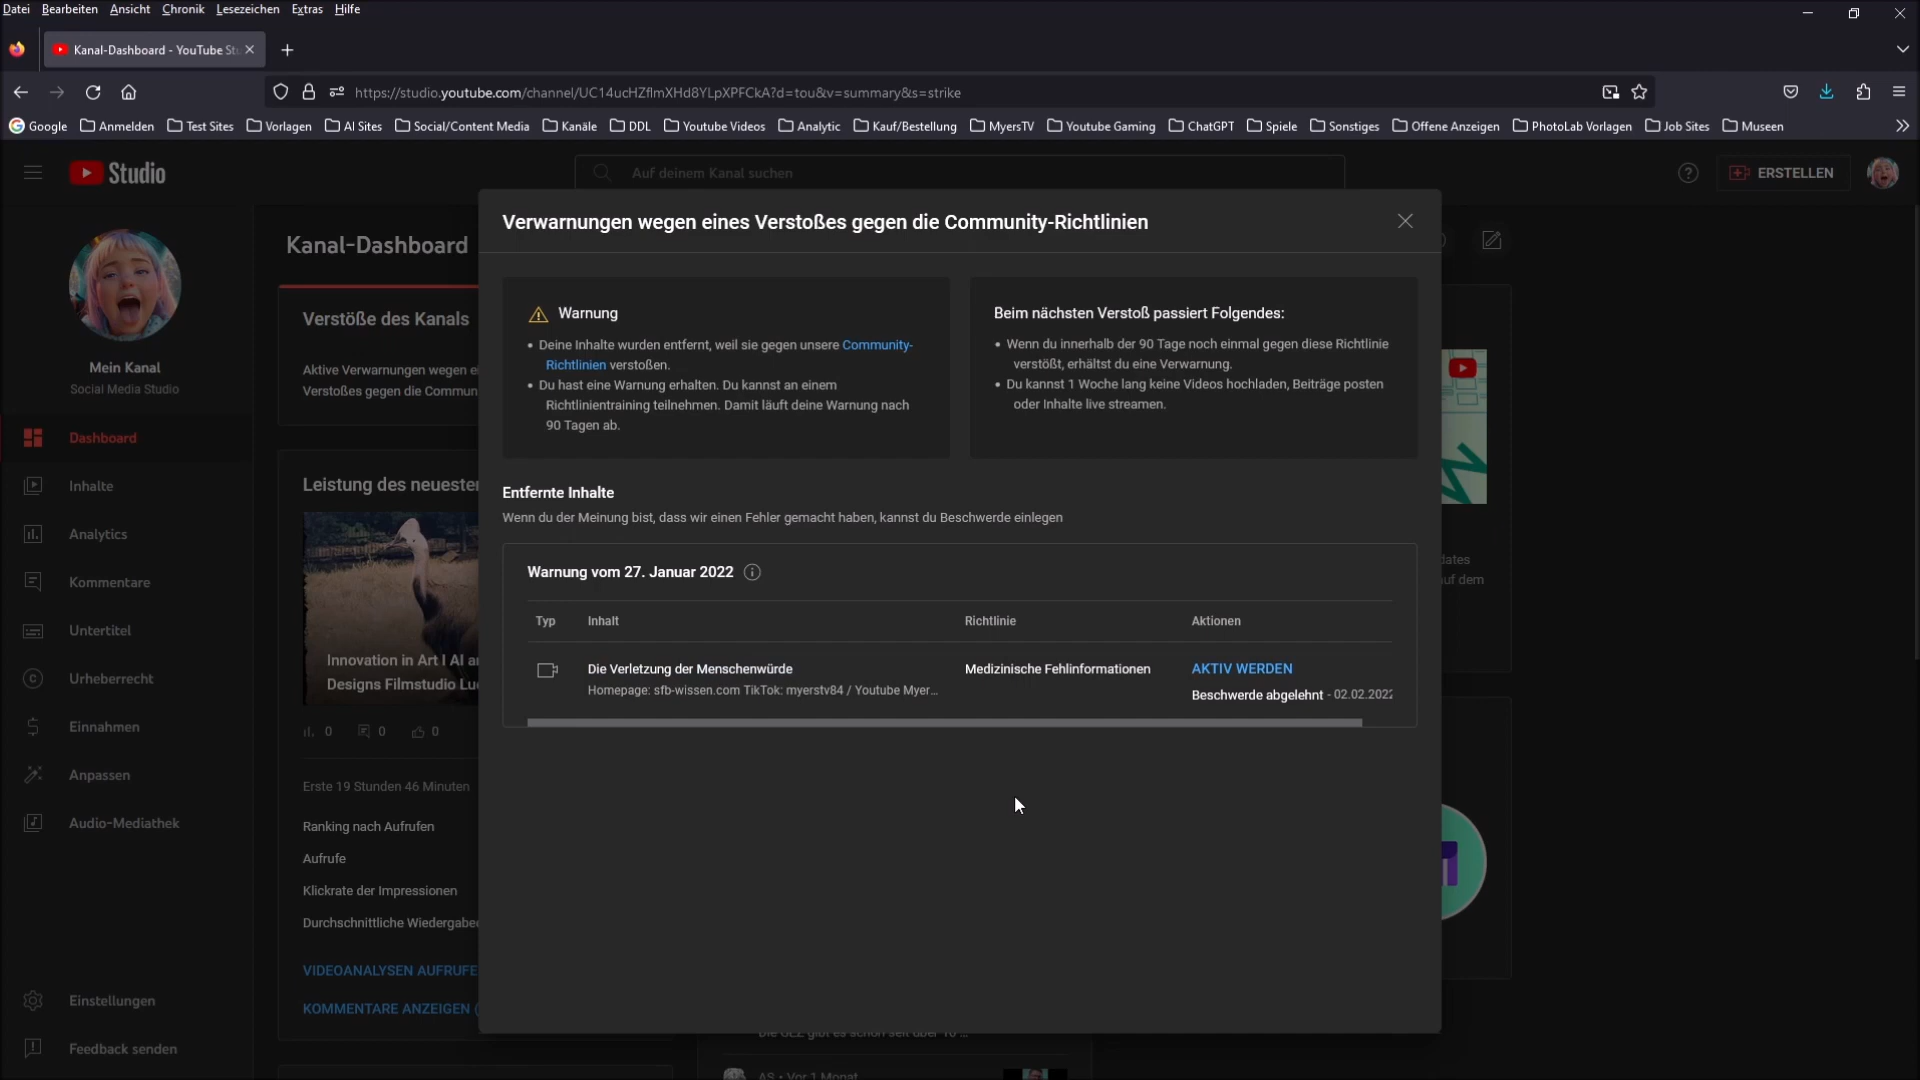 Datei Bearbeiten Ansicht Chronik Lesezeichen Extras Hilfe
Kanal-Dashboard - YouTube St
https://studio.youtube.com/channel/UC14ucHZflmXHd8YLpXPFCkA?d=tou&v=summary&s=strike
Google Anmelden Test Sites Vorlagen AI Sites Social/Content Media Kanäle DDL Youtube Videos Analytic Kauf/Bestellung MyersTV Youtube Gaming ChatGPT Spiele Sonstiges Offene Anzeigen PhotoLab Vorlagen Job Sites Museen
Studio
Auf deinem Kanal suchen
ERSTELLEN
Mein Kanal
Social Media Studio
Dashboard
Inhalte
Analytics
Kommentare
Untertitel
Urheberrecht
Einnahmen
Anpassen
Audio-Mediathek
Einstellungen
Feedback senden
Kanal-Dashboard
Verstöße des Kanals
Aktive Verwarnungen wegen e
Verstoßes gegen die Commun
Leistung des neuester
Innovation in Art I AI a
Designs Filmstudio Lu
0 0 0
Erste 19 Stunden 46 Minuten
Ranking nach Aufrufen
Aufrufe
Klickrate der Impressionen
Durchschnittliche Wiedergabe
VIDEOANALYSEN AUFRUFE
KOMMENTARE ANZEIGEN (
Verwarnungen wegen eines Verstoßes gegen die Community-Richtlinien
Warnung
• Deine Inhalte wurden entfernt, weil sie gegen unsere Community-
Richtlinien verstoßen.
• Du hast eine Warnung erhalten. Du kannst an einem
Richtlinientraining teilnehmen. Damit läuft deine Warnung nach
90 Tagen ab.
Beim nächsten Verstoß passiert Folgendes:
• Wenn du innerhalb der 90 Tage noch einmal gegen diese Richtlinie
verstößt, erhältst du eine Verwarnung.
• Du kannst 1 Woche lang keine Videos hochladen, Beiträge posten
oder Inhalte live streamen.
Entfernte Inhalte
Wenn du der Meinung bist, dass wir einen Fehler gemacht haben, kannst du Beschwerde einlegen
Warnung vom 27. Januar 2022
Typ Inhalt Richtlinie Aktionen
Die Verletzung der Menschenwürde Medizinische Fehlinformationen AKTIV WERDEN
Homepage: sfb-wissen.com TikTok: myerstv84 / Youtube Myer... Beschwerde abgelehnt - 02.02.2022
dates
uf dem
AS • Vor 1 Monat